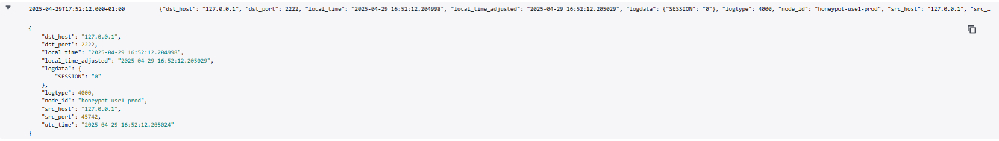 2025-04-29T17:52:12.000+01:00 {"dst_host": "127.0.0.1", "dst_port": 2222, "local_time": "2025-04-29 16:52:12.204998", "local_time_adjusted": "2025-04-29 16:52:12.205029", "logdata": {"SESSION": "0"}, "logtype": 4000, "node_id": "honeypot-use1-prod", "src_host": "127.0.0.1", "src_…
{
"dst_host": "127.0.0.1",
"dst_port": 2222,
"local_time": "2025-04-29 16:52:12.204998",
"local_time_adjusted": "2025-04-29 16:52:12.205029",
"logdata": {
"SESSION": "0"
},
"logtype": 4000,
"node_id": "honeypot-use1-prod",
"src_host": "127.0.0.1",
"src_port": 45742,
"utc_time": "2025-04-29 16:52:12.205024"
}